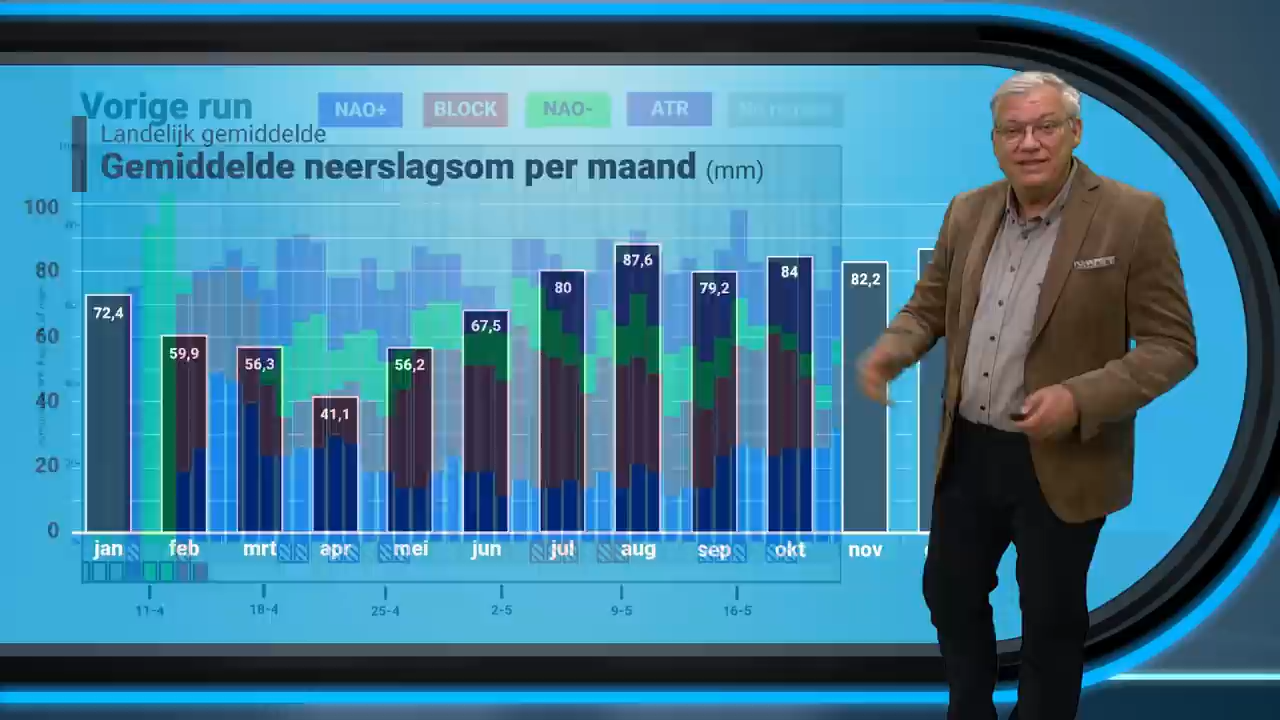 Vorige run
NAO+ BLOCK NAO- ATR No regime
Landelijk gemiddelde
Gemiddelde neerslagsom per maand (mm)
100
80
60
40
20
0
72,4 59,9 56,3 41,1 56,2 67,5 80 87,6 79,2 84 82,2
jan feb mrt apr mei jun jul aug sep okt nov
11-4 18-4 25-4 2-5 9-5 16-5